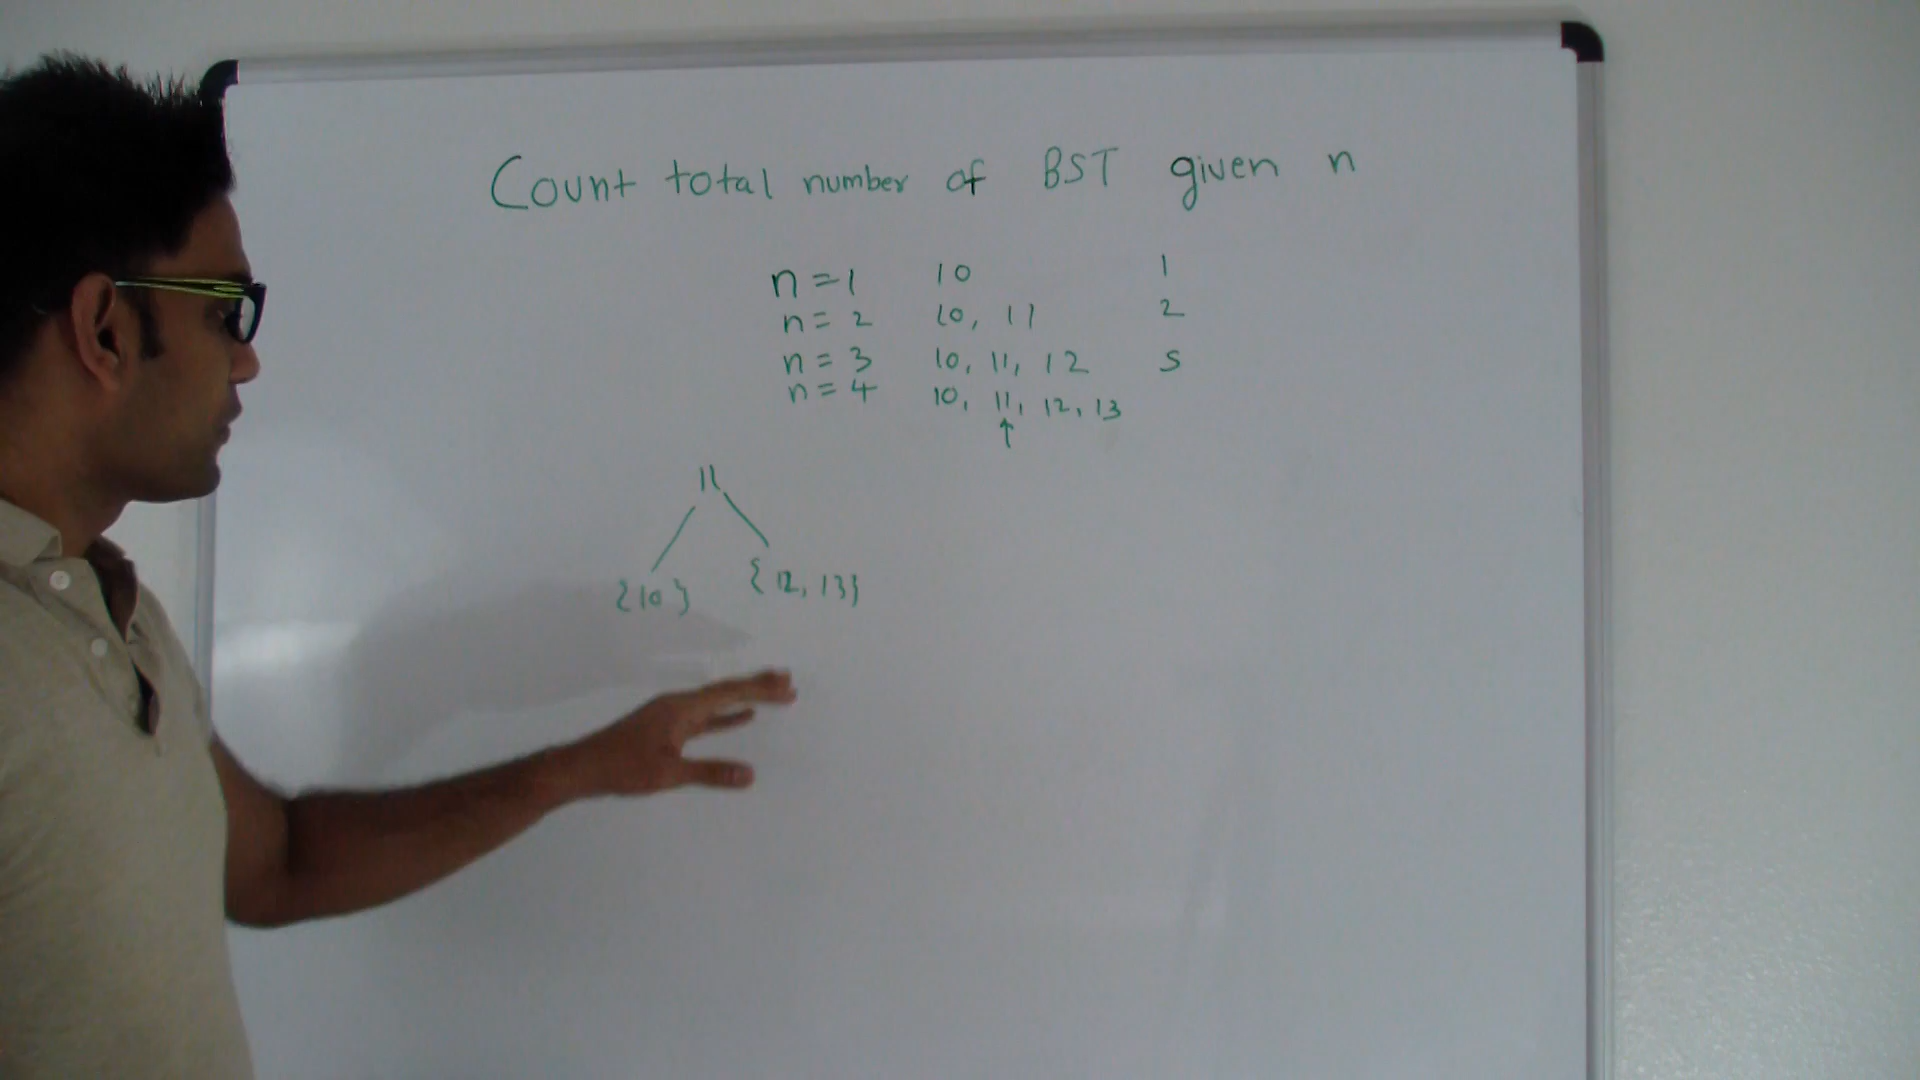 Count total number of BST given n
n = 1 10 1
n = 2 10, 11 2
n = 3 10, 11, 12 5
n = 4 10, 11, 12, 13
↑
11
{10} {12, 13}